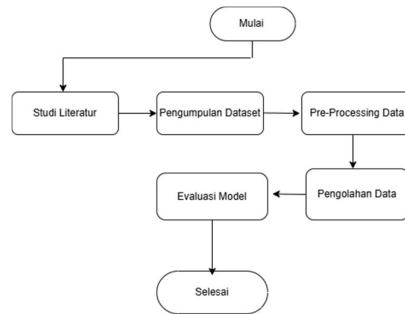 Mulai
Studi Literatur
Pengumpulan Dataset
Pre-Processing Data
Pengolahan Data
Evaluasi Model
Selesai